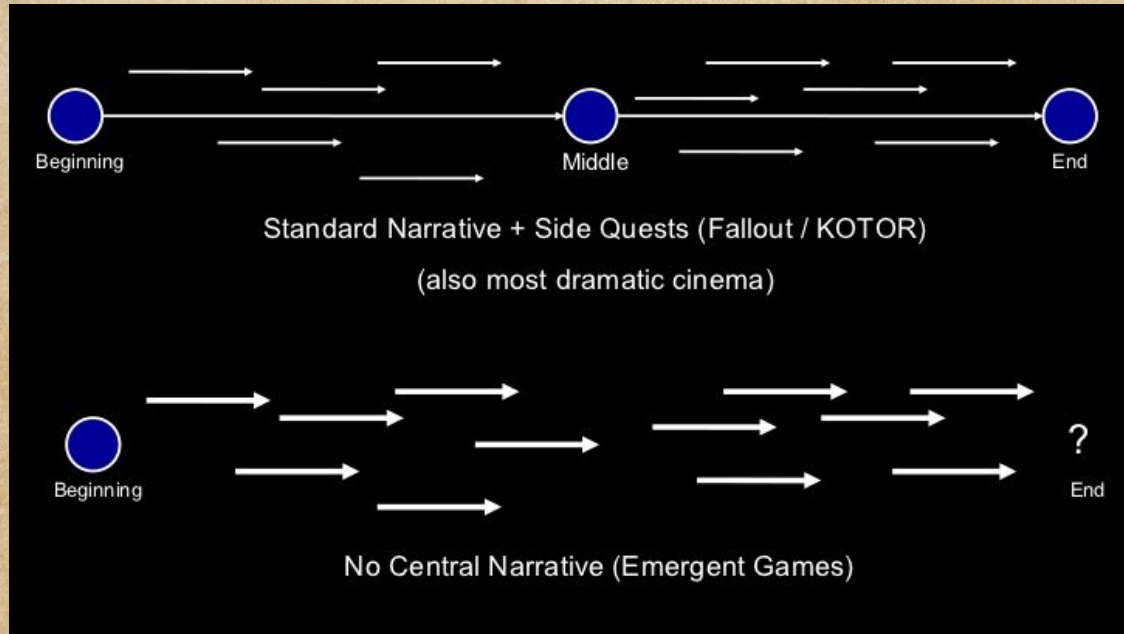 Beginning
Middle
End
Standard Narrative + Side Quests (Fallout / KOTOR)
(also most dramatic cinema)
?
Beginning
End
No Central Narrative (Emergent Games)